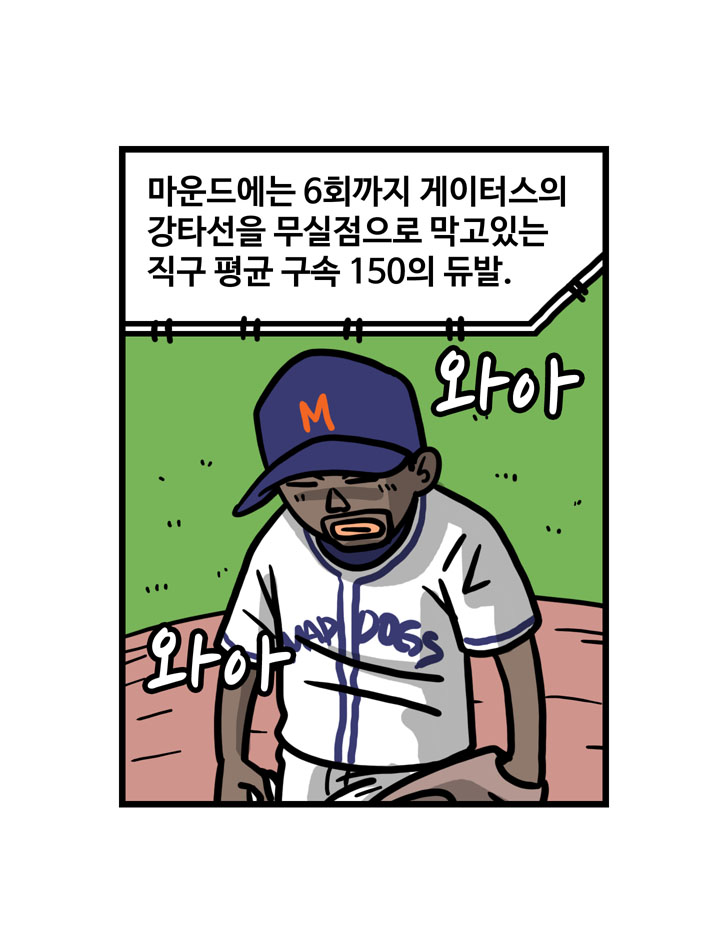 마운드에는 6회까지 게이터스의
강타선을 무실점으로 막고있는
직구 평균 구속 150의 듀발.
와아
M
MAD DOGS
와아